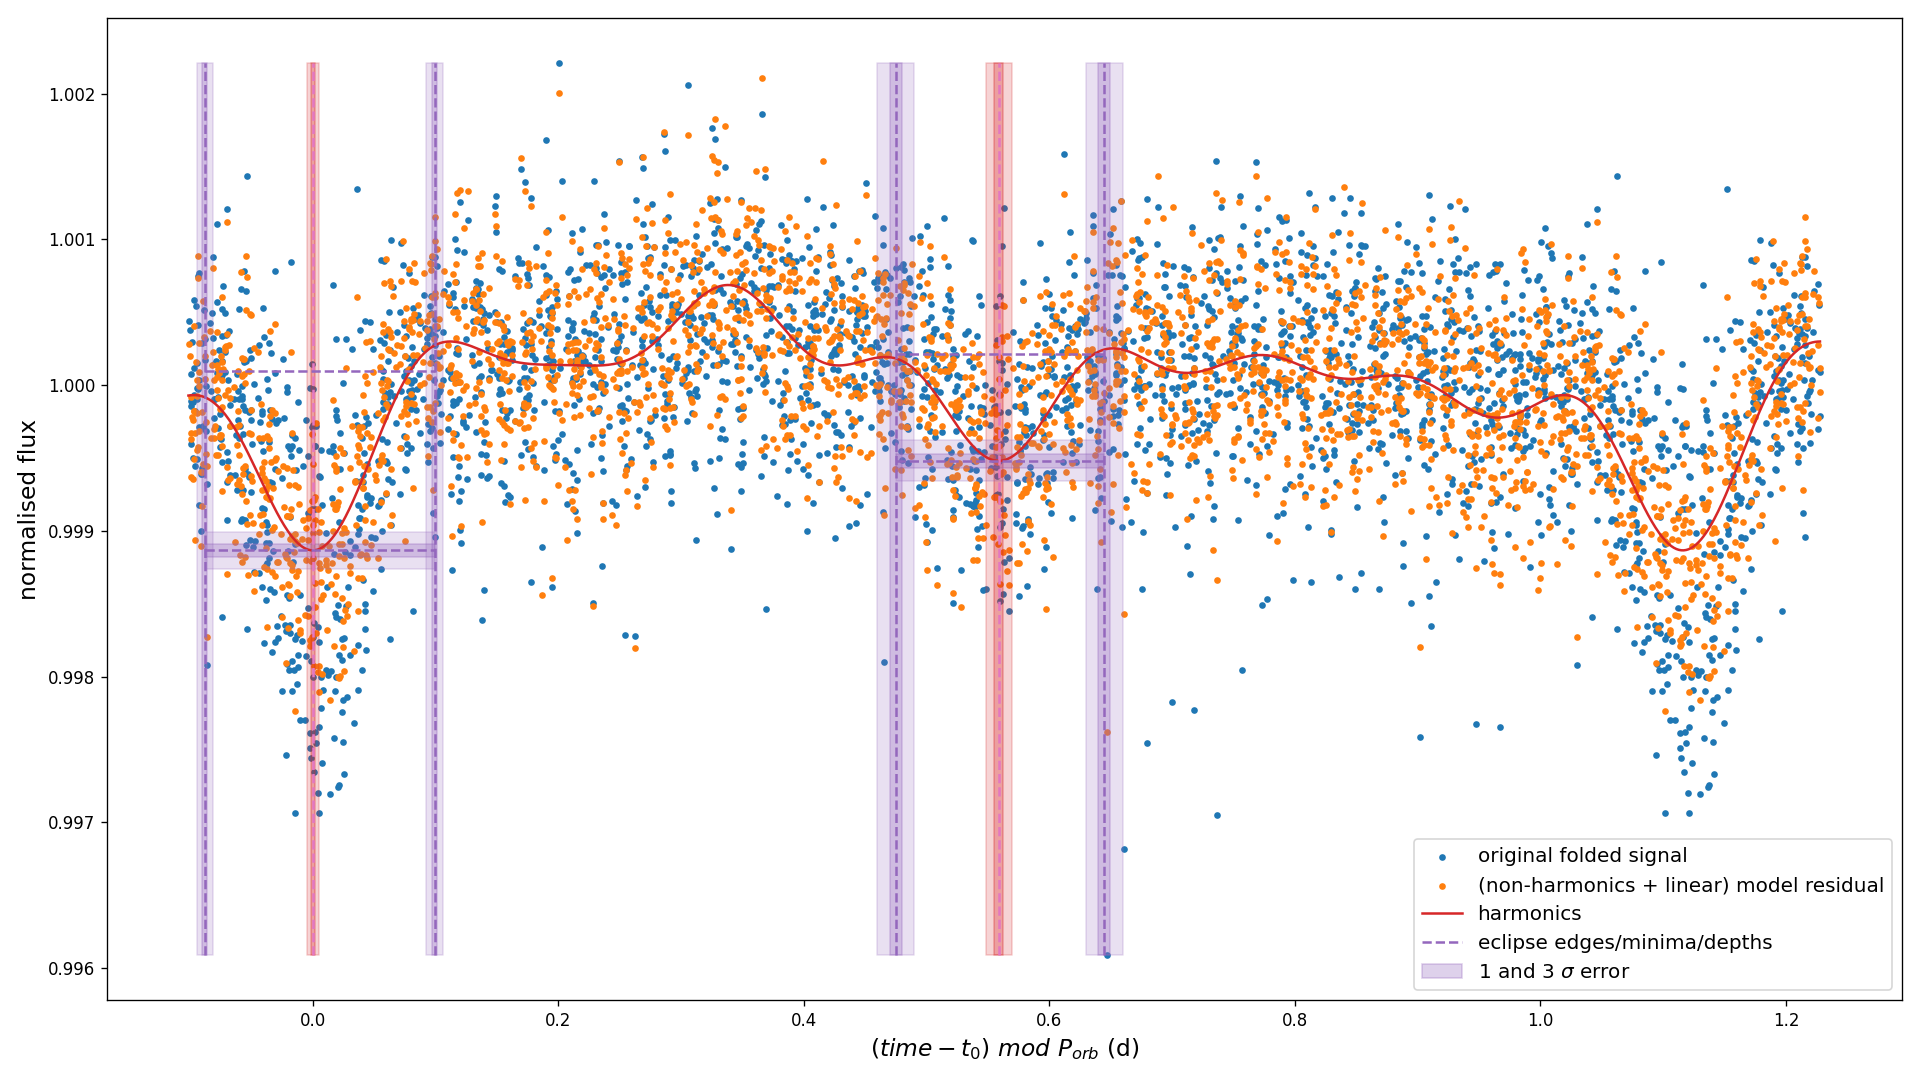 normalised flux
1.002
1.001
1.000
0.999
0.998
0.997
0.996
0.0 0.2 0.4 0.6 0.8 1.0 1.2
(time − t₀) mod Pₒᵣb (d)
original folded signal
(non-harmonics + linear) model residual
harmonics
eclipse edges/minima/depths
1 and 3 σ error